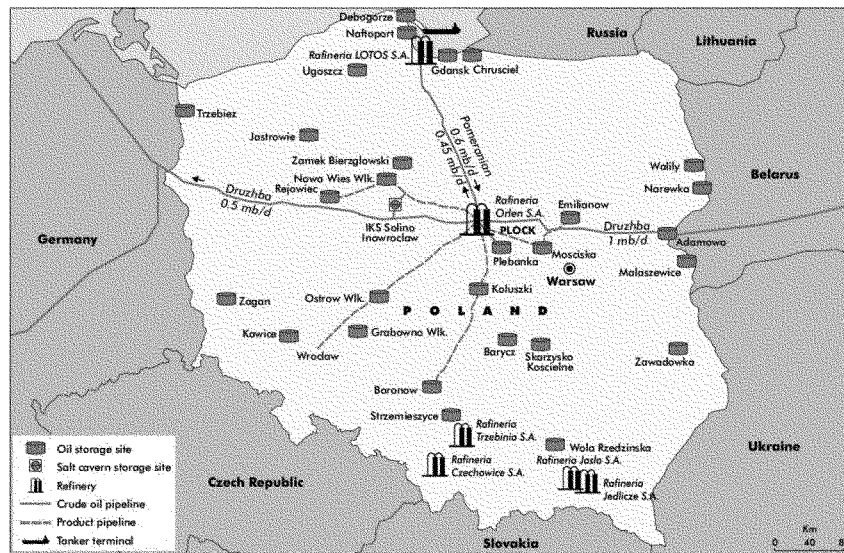 Debogorze
Naftoport
Rafineria LOTOS S.A.
Gdansk
Chrusciel
Ugoszcz
Russia
Lithuania
Trzebiez
Jastrowie
Pomeranian
0.6 mb/d
0.45 mb/d
Zamek Bierzglowski
Nowa Wies Wlk.
Rejowiec
Walily
Narewka
Belarus
Druzhba
0.5 mb/d
IKS Solino
Inowroclaw
Rafineria
Orlen S.A.
PLOCK
Emilianow
Druzhba
1 mb/d
Adamowo
Germany
Plebanka
Mosciska
Warsaw
Malaszewice
Zagan
Ostrow Wlk.
Koluszki
POLAND
Kawice
Wroclaw
Grabowno Wlk.
Barycz
Skarzysko
Koscielne
Zawadowka
Boronow
Strzemieszyce
Rafineria
Trzebinia S.A.
Wola Rzedzinska
Rafineria
Czechowice S.A.
Rafineria Jaslo S.A.
Rafineria
Jedlicze S.A.
Ukraine
Czech Republic
Slovakia
Oil storage site
Salt cavern storage site
Refinery
Crude oil pipeline
Product pipeline
Tanker terminal
Km
0 40